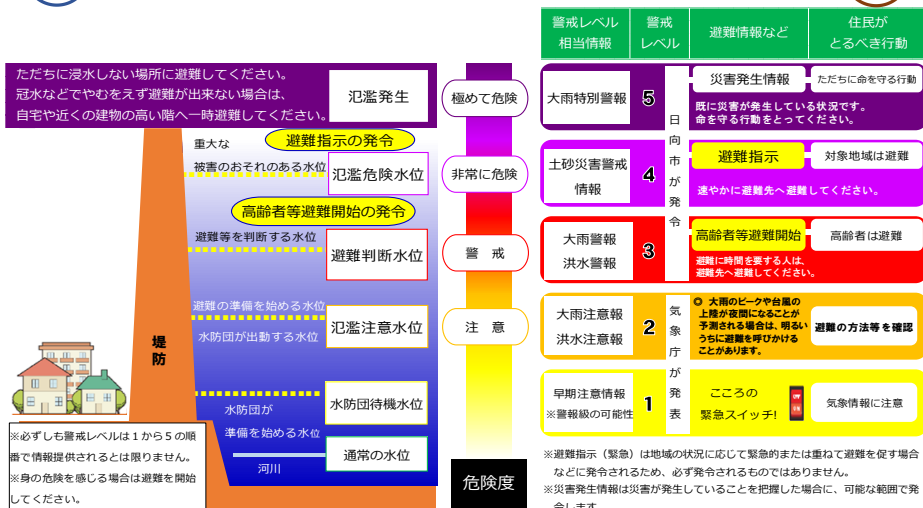 ただちに浸水しない場所に避難してください。
冠水などでやむをえず避難が出来ない場合は、
自宅や近くの建物の高い階へ一時避難してください。
氾濫発生
重大な
避難指示の発令
被害のおそれのある水位
氾濫危険水位
高齢者等避難開始の発令
避難等を判断する水位
避難判断水位
避難の準備を始める水位
氾濫注意水位
水防団が出動する水位
堤防
水防団待機水位
水防団が
準備を始める水位
通常の水位
河川
※必ずしも警戒レベルは1から5の順
番で情報提供されるとは限りません。
※身の危険を感じる場合は避難を開始
してください。
極めて危険
非常に危険
警 戒
注 意
危険度
警戒レベル
相当情報
警戒
レベル
避難情報など
住民が
とるべき行動
大雨特別警報
5
災害発生情報
ただちに命を守る行動
既に災害が発生している状況です。
命を守る行動をとってください。
土砂災害警戒
情報
4
避難指示
対象地域は避難
速やかに避難先へ避難してください。
大雨警報
洪水警報
3
高齢者等避難開始
高齢者は避難
避難に時間を要する人は、
避難先へ避難してください。
日向市が発令
大雨注意報
洪水注意報
2
◎ 大雨のピークや台風の
上陸が夜間になることが
予測される場合は、明るい
うちに避難を呼びかける
ことがあります。
避難の方法等を確認
早期注意情報
※警報級の可能性
1
こころの
緊急スイッチ!
気象情報に注意
気象庁が発表
※避難指示（緊急）は地域の状況に応じて緊急的または重ねて避難を促す場合
などに発令されるため、必ず発令されるものではありません。
※災害発生情報は災害が発生していることを把握した場合に、可能な範囲で発
令します